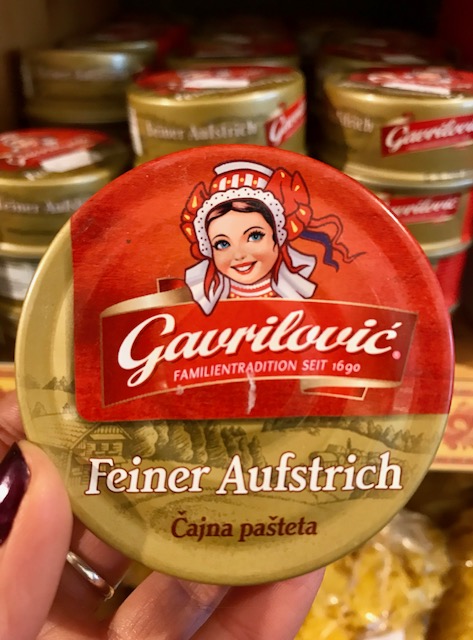 Feiner Aufstrich
Gavrilović
Gavrilović®
FAMILIENTRADITION SEIT 1690
Feiner Aufstrich
Čajna pašteta